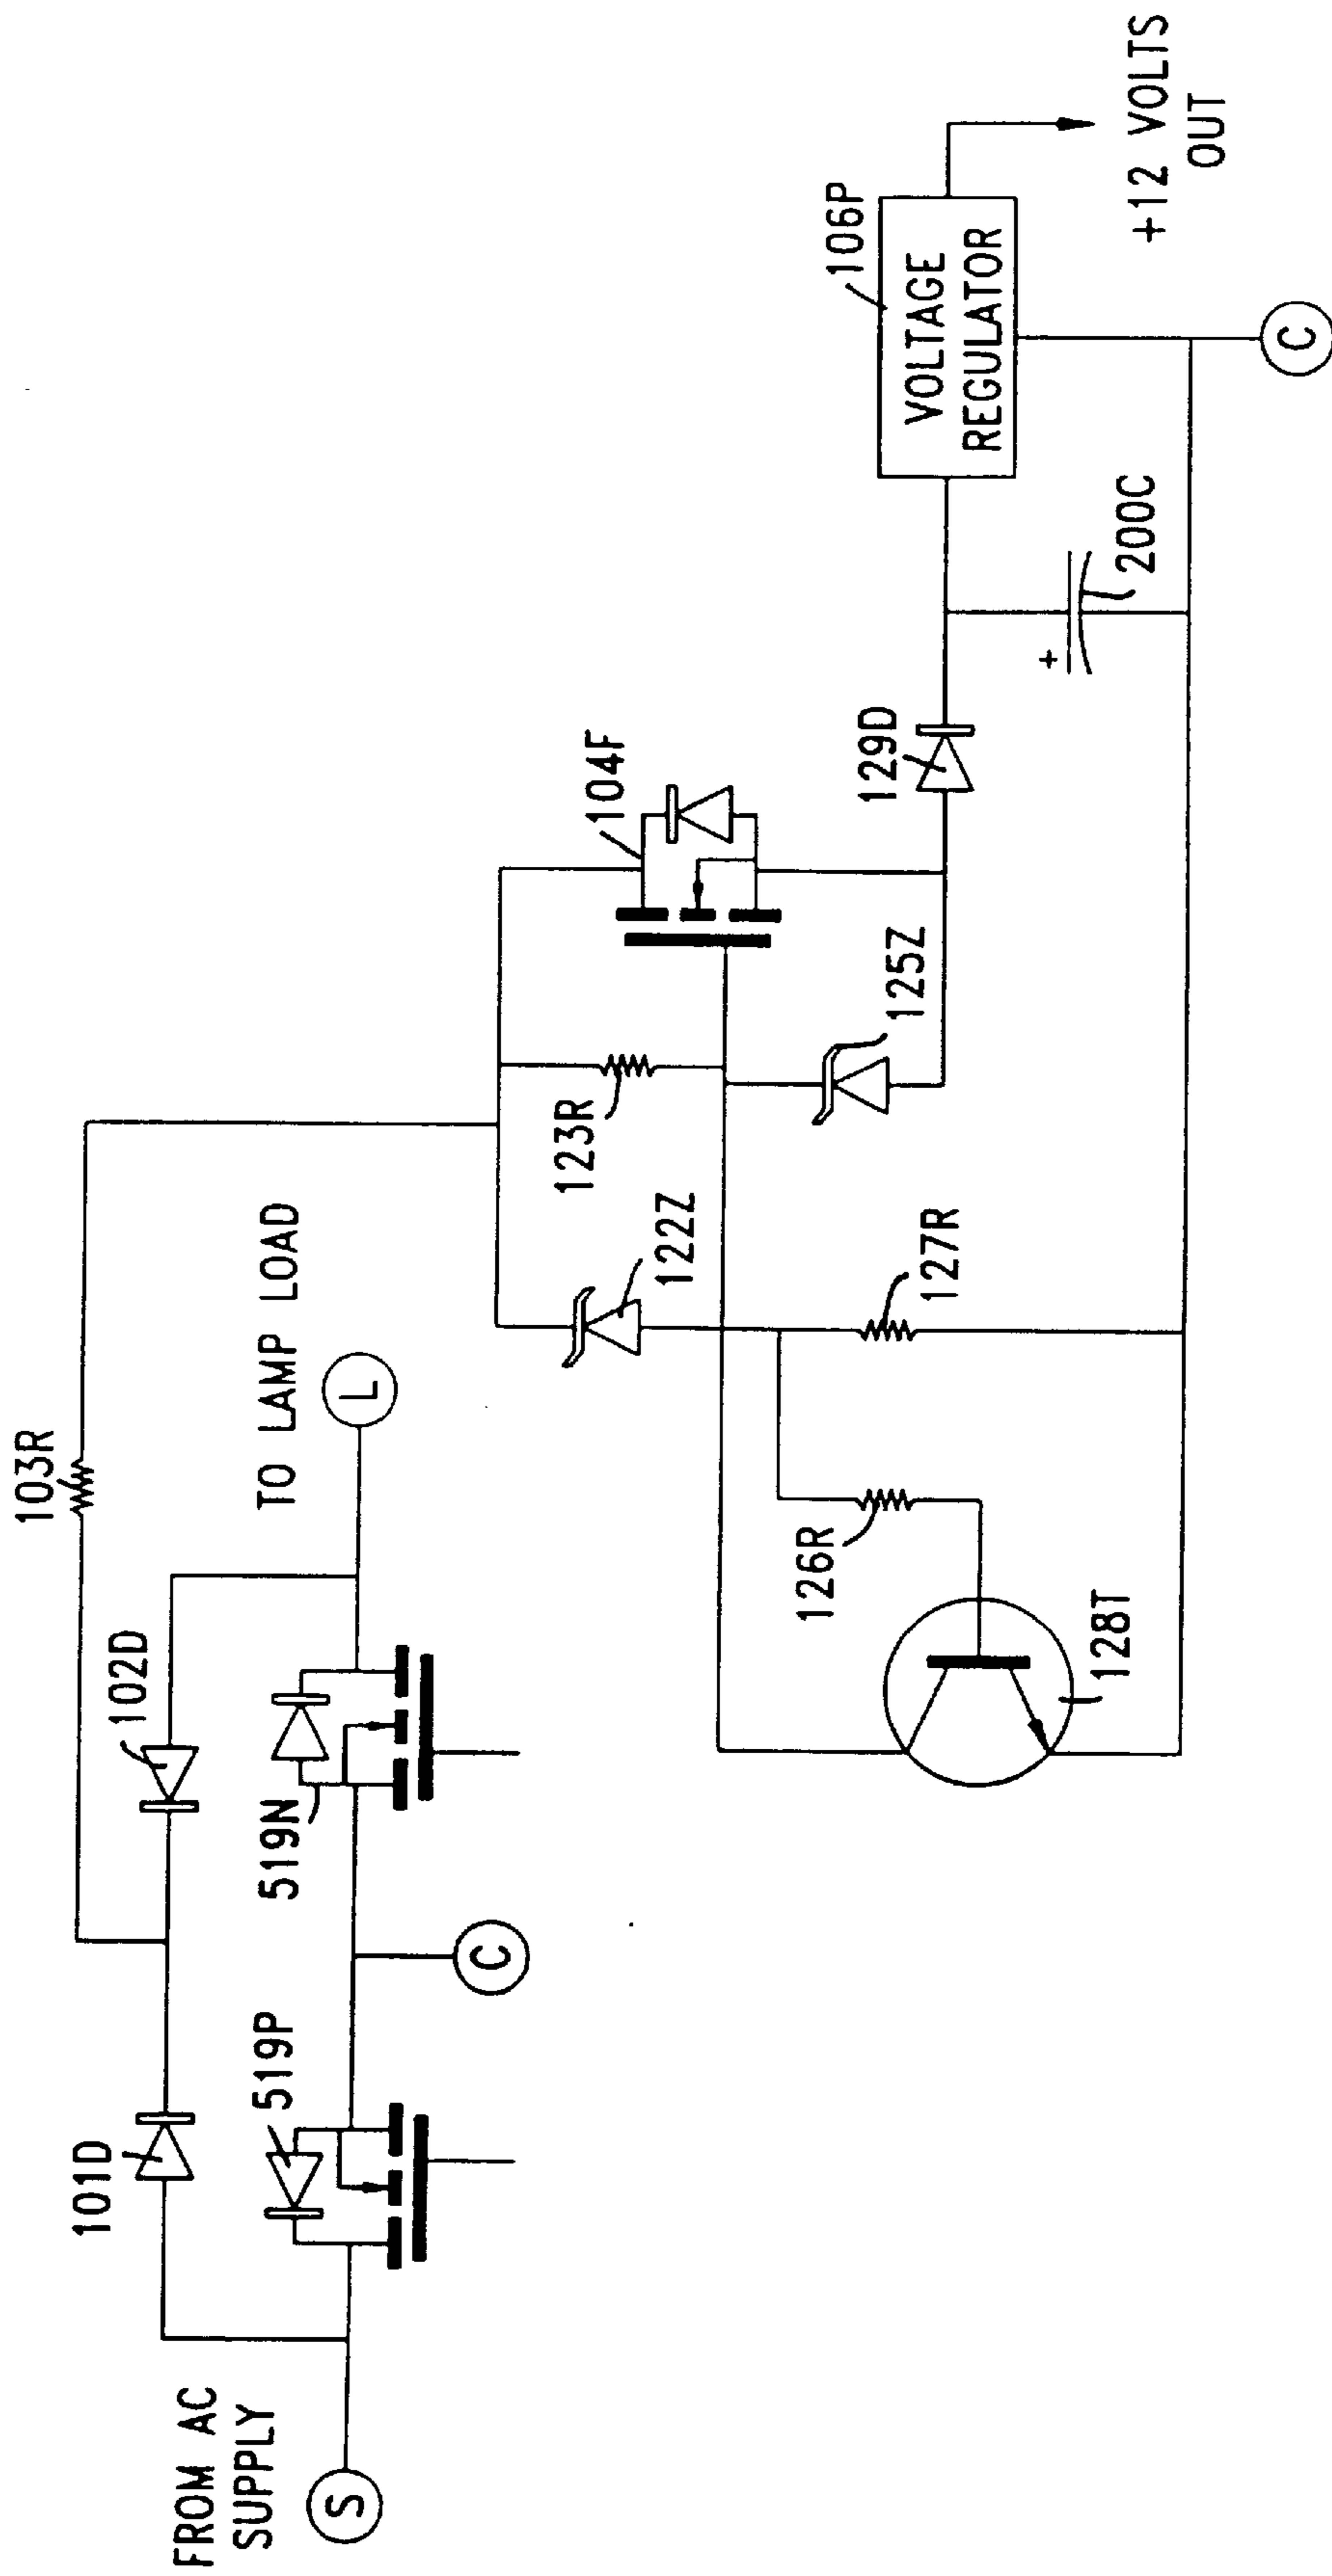 FROM AC
SUPPLY
S
101D
519P
C
519N
102D
103R
TO LAMP LOAD
L
128T
126R
127R
122Z
123R
125Z
104F
129D
200C
106P
VOLTAGE
REGULATOR
+12 VOLTS
OUT
C
+